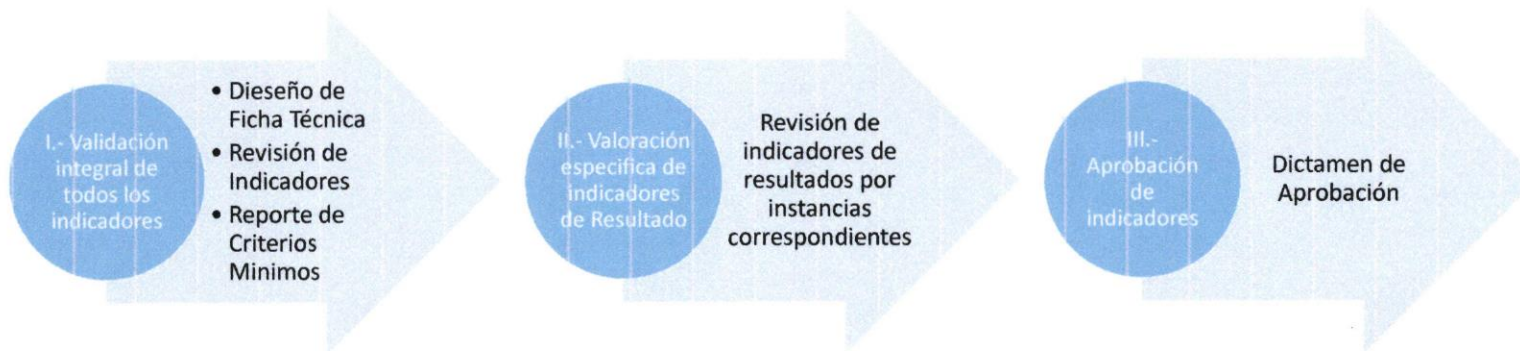 I.- Validación
integral de
todos los
indicadores
• Dieseño de
Ficha Técnica
• Revisión de
Indicadores
• Reporte de
Criterios
Minimos
II.- Valoración
especifica de
indicadores
de Resultado
Revisión de
indicadores de
resultados por
instancias
correspondientes
III.-
Aprobación
de
indicadores
Dictamen de
Aprobación